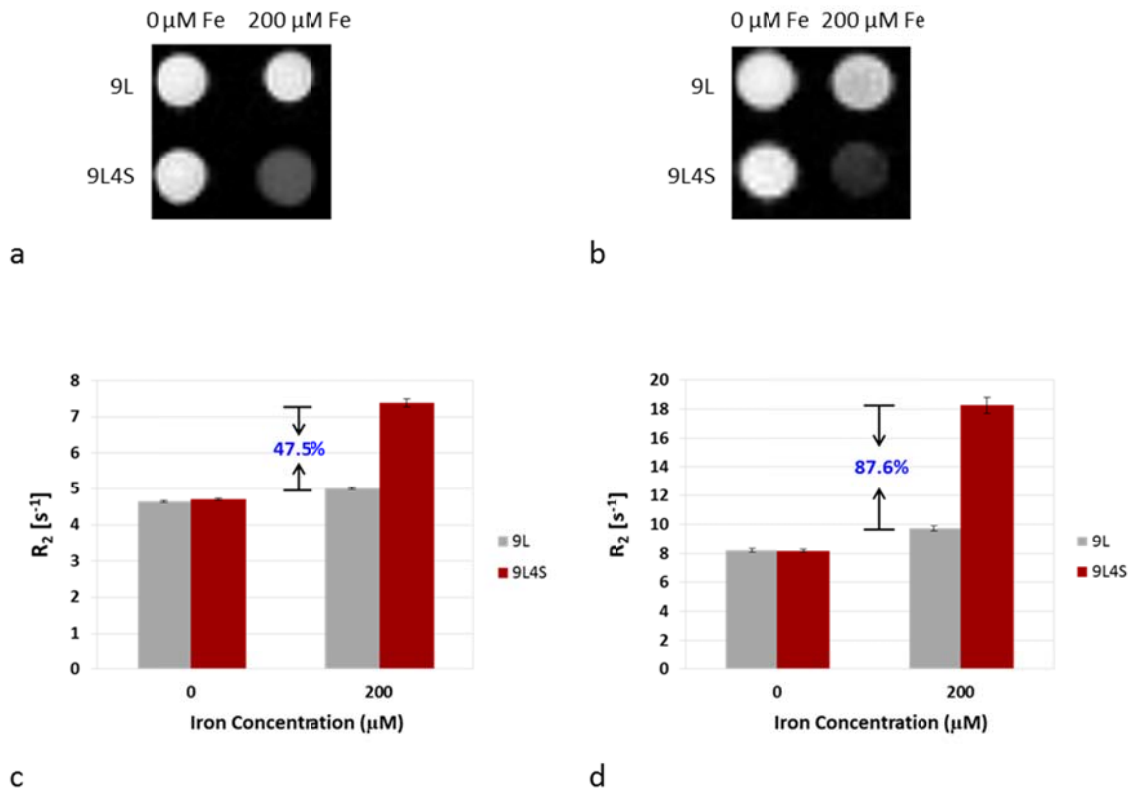 0 µM Fe 200 µM Fe
9L
9L4S
a
0 µM Fe 200 µM Fe
9L
9L4S
b
8
7
6
5
4
3
2
1
0
R2 [s-1]
47.5%
0 200
Iron Concentration (µM)
9L
9L4S
c
20
18
16
14
12
10
8
6
4
2
0
R2 [s-1]
87.6%
0 200
Iron Concentration (µM)
9L
9L4S
d